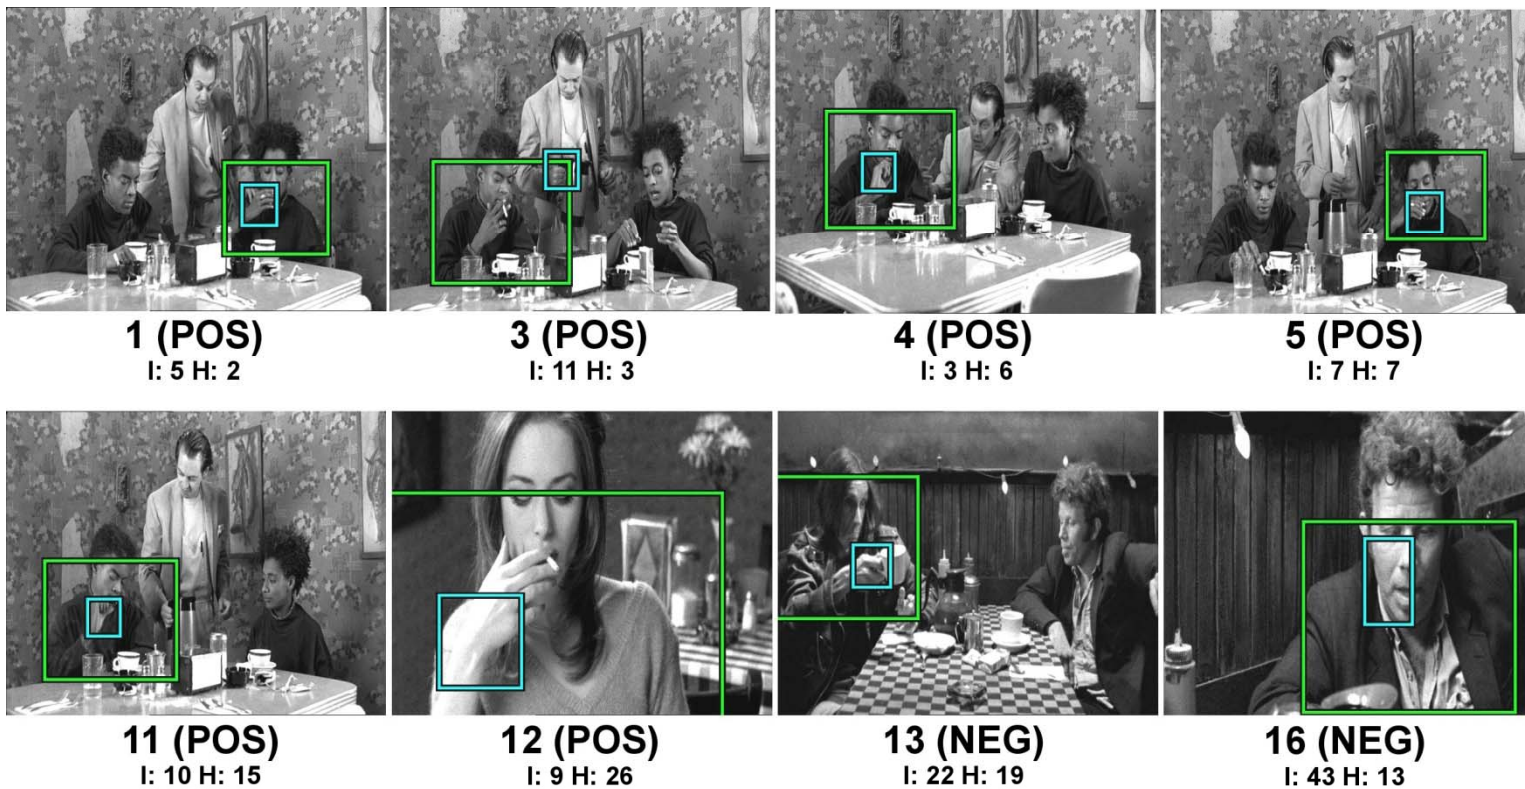 1 (POS)
I: 5 H: 2
3 (POS)
I: 11 H: 3
4 (POS)
I: 3 H: 6
5 (POS)
I: 7 H: 7
11 (POS)
I: 10 H: 15
12 (POS)
I: 9 H: 26
13 (NEG)
I: 22 H: 19
16 (NEG)
I: 43 H: 13